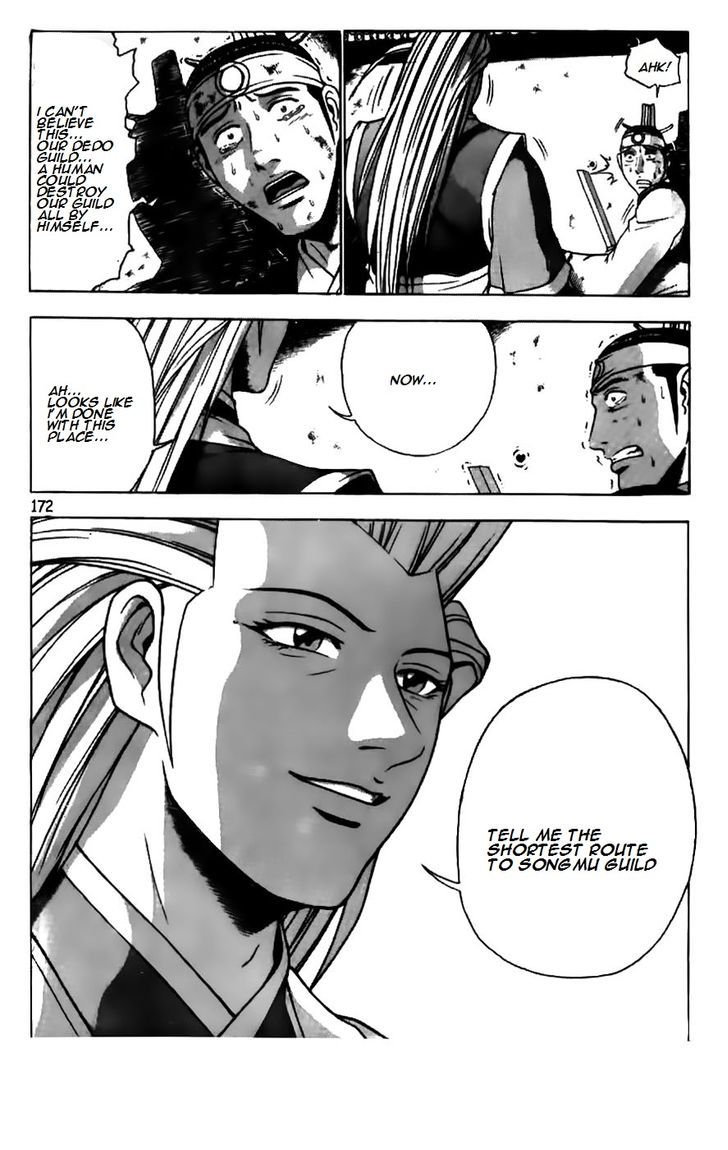 I CAN'T
BELIEVE
THIS...
OUR DEDO
GUILD...
A HUMAN
COULD
DESTROY
OUR GUILD
ALL BY
HIMSELF...
AHK!
AH...
LOOKS LIKE
I'M DONE
WITH THIS
PLACE...
NOW...
172
TELL ME THE
SHORTEST ROUTE
TO SONGMU GUILD